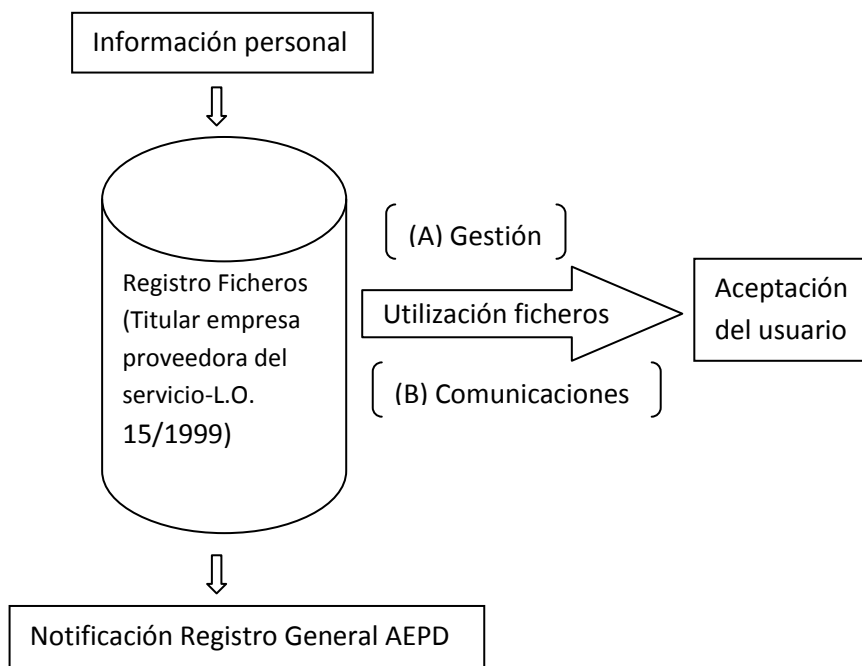 Información personal
Registro Ficheros
(Titular empresa
proveedora del
servicio-L.O.
15/1999)
(A) Gestión
Utilización ficheros
(B) Comunicaciones
Aceptación
del usuario
Notificación Registro General AEPD